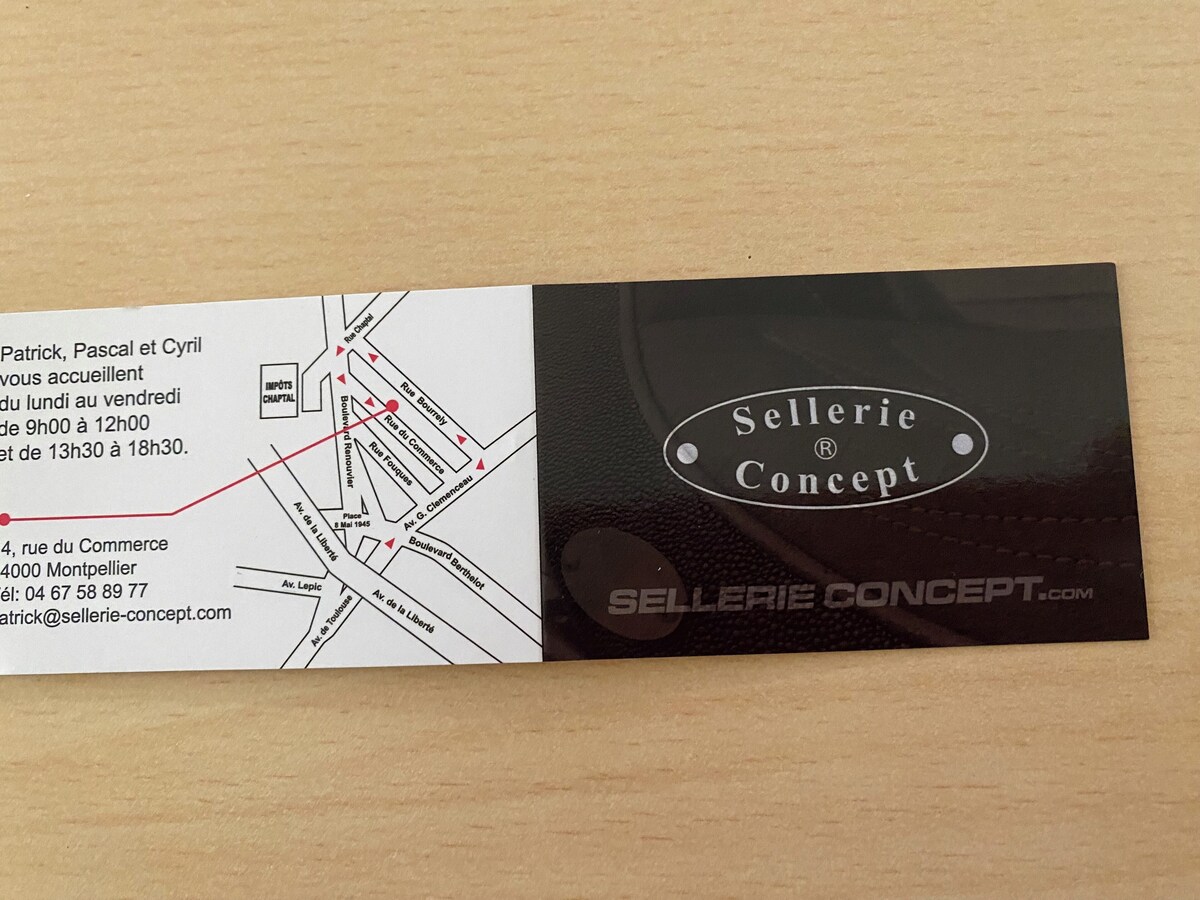 Patrick, Pascal et Cyril
vous accueillent
du lundi au vendredi
de 9h00 à 12h00
et de 13h30 à 18h30.
4, rue du Commerce
4000 Montpellier
él: 04 67 58 89 77
atrick@sellerie-concept.com
IMPÔTS
CHAPTAL
Rue Chaptal
Rue Bourrely
Boulevard Renouvier
Rue du Commerce
Rue Fouques
Av. G. Clemenceau
Place
8 Mai 1945
Av. de la Liberté
Boulevard Berthelot
Av. Lepic
Av. de Toulouse
Av. de la Liberté
Sellerie
®
Concept
SELLERIE CONCEPT.COM